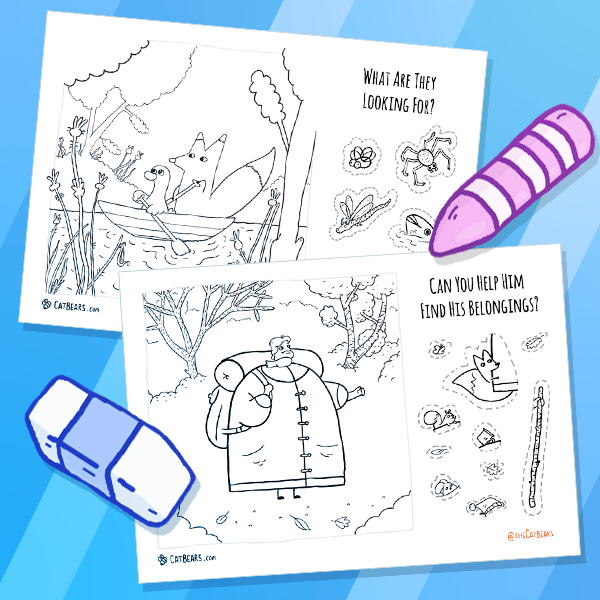 What Are They
Looking For?
CatBears.com
Can You Help Him
Find His Belongings?
@theCatBears
CatBears.com